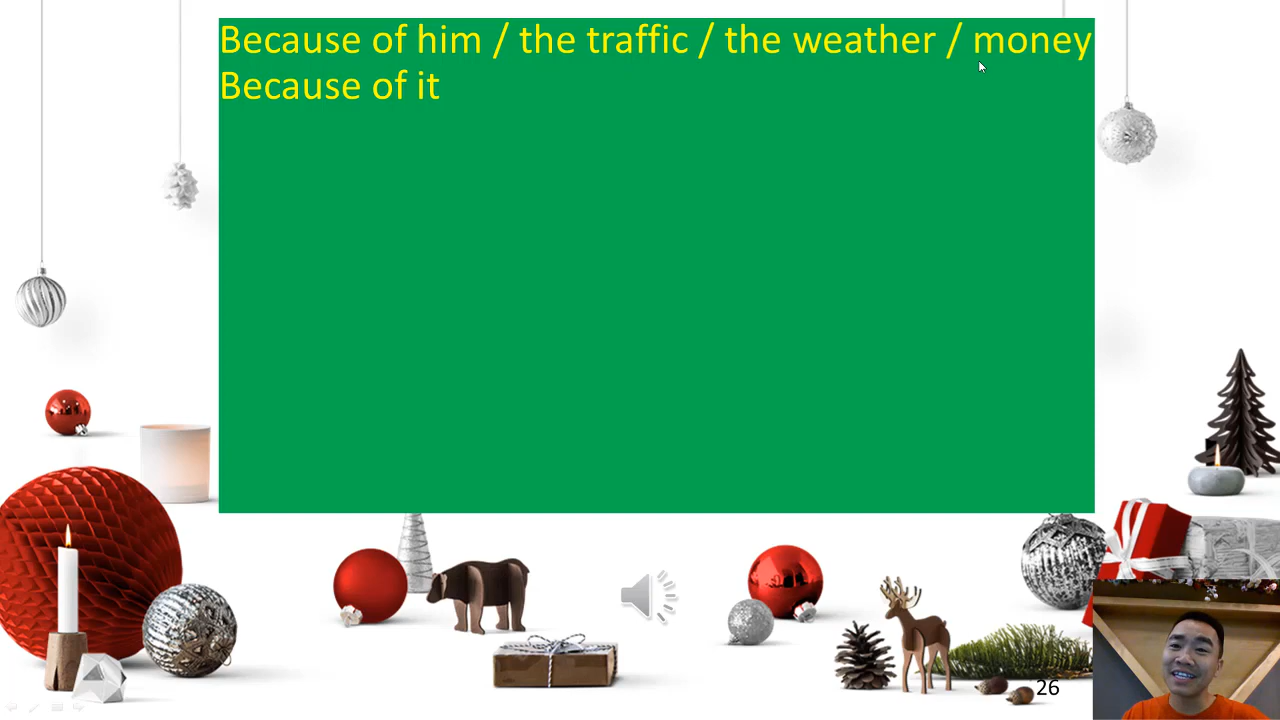 Because of him / the traffic / the weather / money
Because of it
26